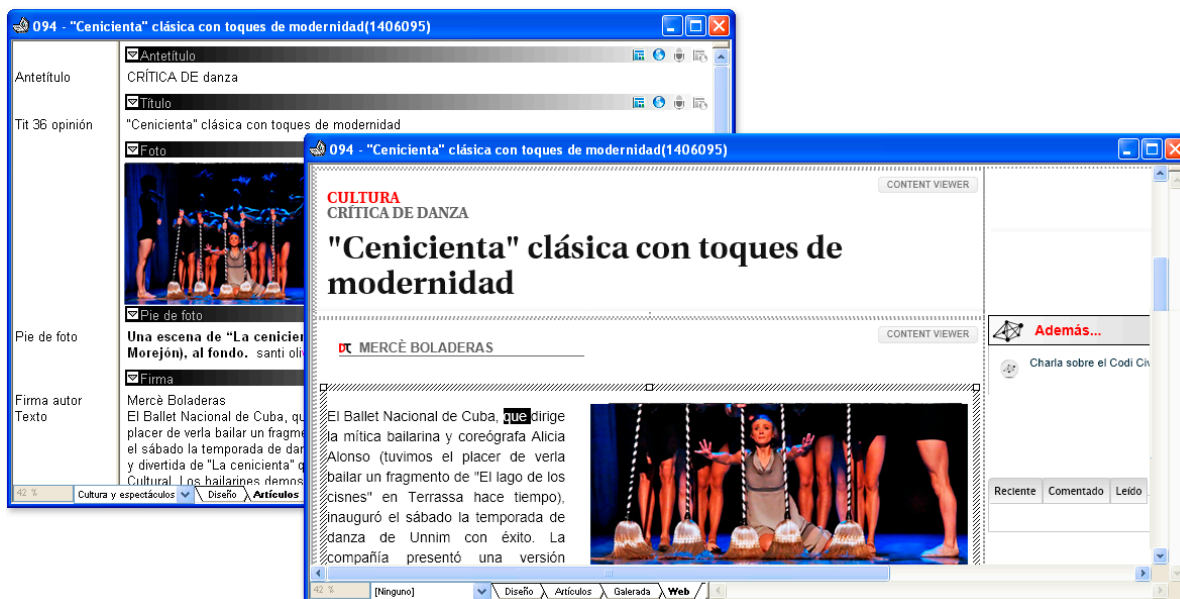 094 - "Cenicienta" clásica con toques de modernidad(1406095)
Antetítulo
Antetítulo
CRÍTICA DE danza
Título
Tit 36 opinión
"Cenicienta" clásica con toques de modernidad
Foto
Pie de foto
Pie de foto
Una escena de “La cenicien
Morejón), al fondo. santi oli
Firma
Firma autor
Mercè Boladeras
Texto
El Ballet Nacional de Cuba, qu
placer de verla bailar un fragme
el sábado la temporada de dan
y divertida de "La cenicienta" q
Cultural. Los bailarines demos
42 %
Cultura y espectáculos
Diseño
Artículos
094 - "Cenicienta" clásica con toques de modernidad(1406095)
CONTENT VIEWER
CULTURA
CRÍTICA DE DANZA
"Cenicienta" clásica con toques de
modernidad
CONTENT VIEWER
DT MERCÈ BOLADERAS
El Ballet Nacional de Cuba, que dirige
la mítica bailarina y coreógrafa Alicia
Alonso (tuvimos el placer de verla
bailar un fragmento de "El lago de los
cisnes" en Terrassa hace tiempo),
inauguró el sábado la temporada de
danza de Unnim con éxito. La
compañía presentó una versión
Además...
Charla sobre el Codi Civ
Reciente Comentado Leído
42 %
[Ninguno]
Diseño
Artículos
Galerada
Web